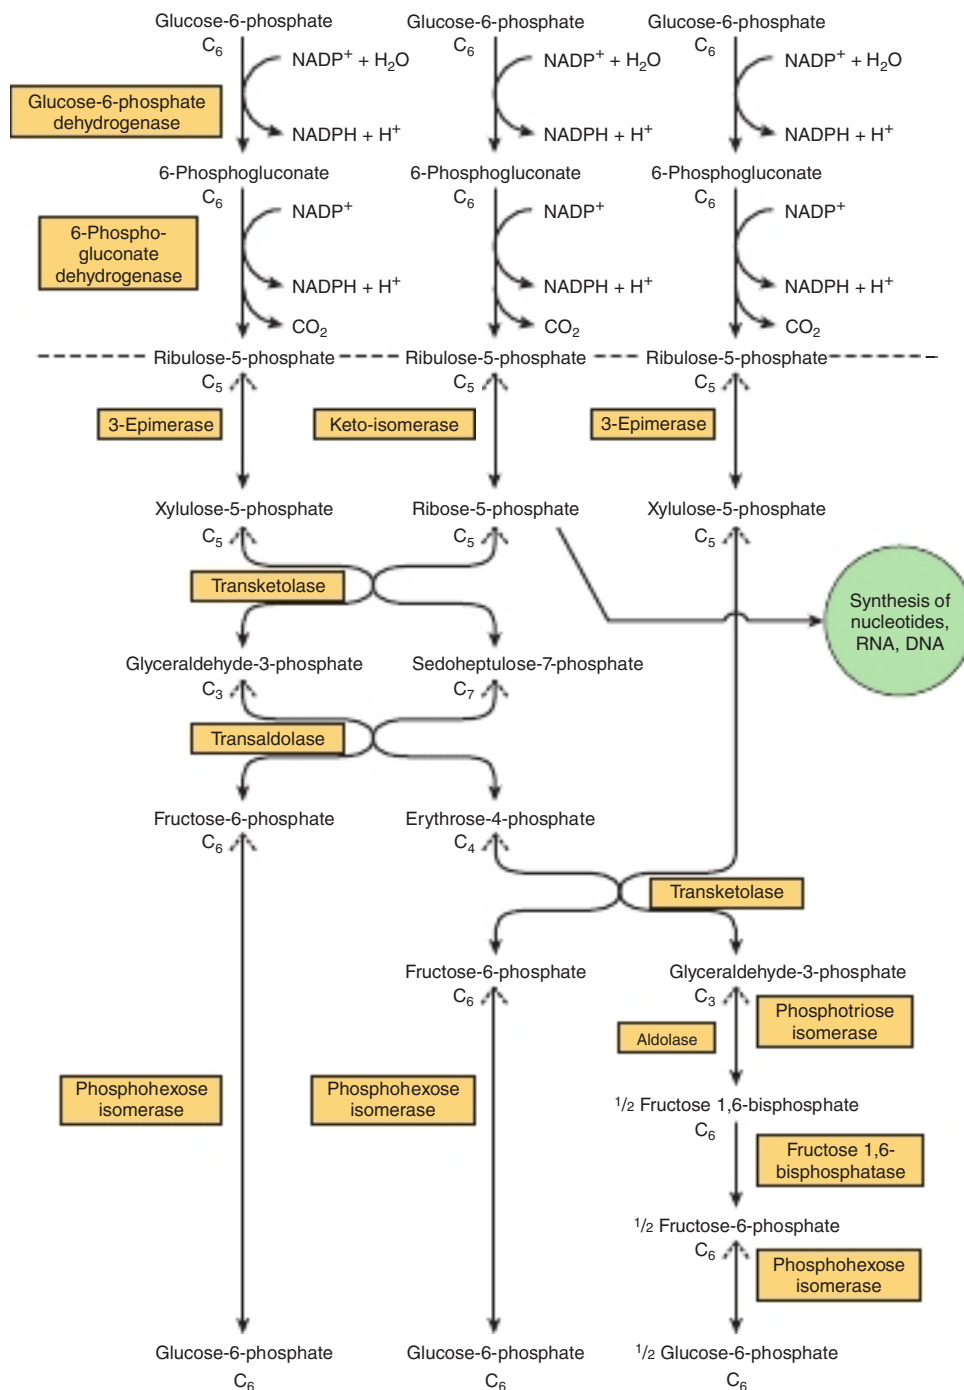 Glucose-6-phosphate Glucose-6-phosphate Glucose-6-phosphate
C6 C6 C6
NADP+ + H2O NADP+ + H2O NADP+ + H2O
Glucose-6-phosphate
dehydrogenase
NADPH + H+ NADPH + H+ NADPH + H+
6-Phosphogluconate 6-Phosphogluconate 6-Phosphogluconate
C6 C6 C6
NADP+ NADP+ NADP+
6-Phospho-
gluconate
dehydrogenase
NADPH + H+ NADPH + H+ NADPH + H+
CO2 CO2 CO2
Ribulose-5-phosphate Ribulose-5-phosphate Ribulose-5-phosphate
C5 C5 C5
3-Epimerase Keto-isomerase 3-Epimerase
Xylulose-5-phosphate Ribose-5-phosphate Xylulose-5-phosphate
C5 C5 C5
Transketolase
Synthesis of
nucleotides,
RNA, DNA
Glyceraldehyde-3-phosphate Sedoheptulose-7-phosphate
C3 C7
Transaldolase
Fructose-6-phosphate Erythrose-4-phosphate
C6 C4
Transketolase
Fructose-6-phosphate Glyceraldehyde-3-phosphate
C6 C3
Phosphotriose
isomerase
Aldolase
Phosphohexose
isomerase
Phosphohexose
isomerase
1/2 Fructose 1,6-bisphosphate
C6
Fructose 1,6-
bisphosphatase
1/2 Fructose-6-phosphate
C6
Phosphohexose
isomerase
Glucose-6-phosphate Glucose-6-phosphate 1/2 Glucose-6-phosphate
C6 C6 C6